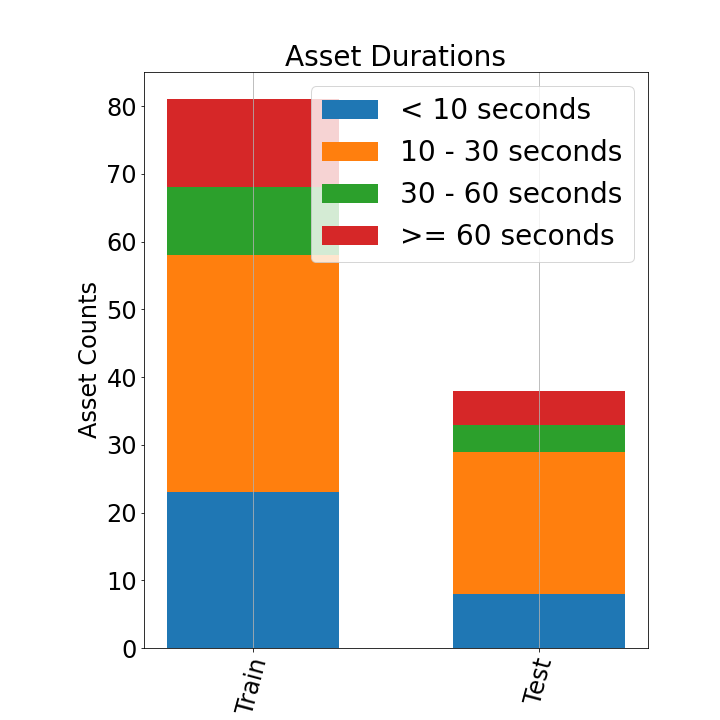 Asset Durations
< 10 seconds
10 - 30 seconds
30 - 60 seconds
>= 60 seconds
Asset Counts
80
70
60
50
40
30
20
10
0
Train
Test